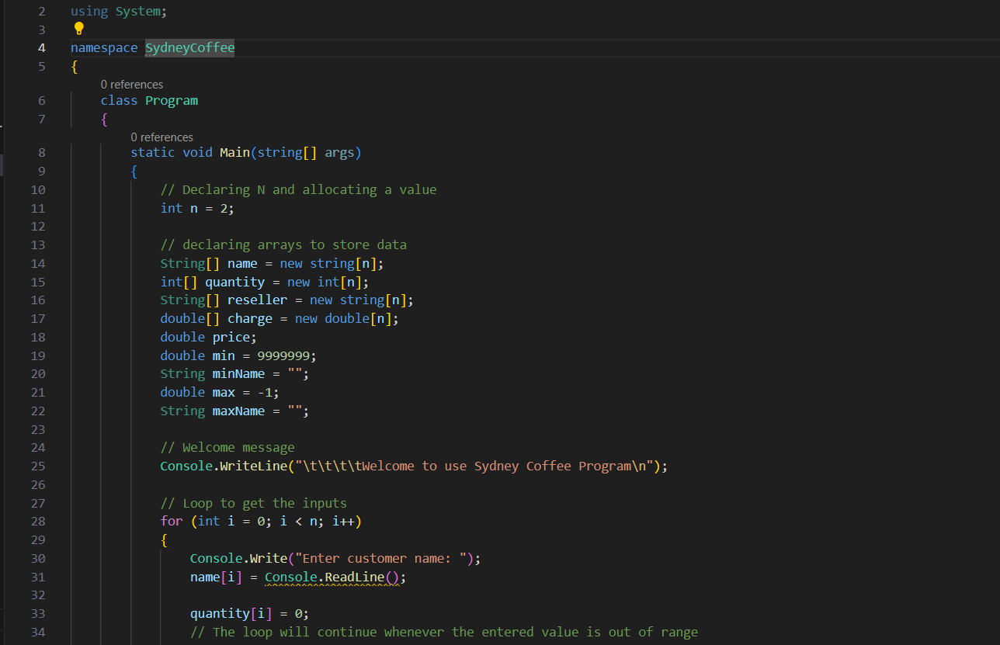 2 using System;
3
4 namespace SydneyCoffee
5 {
0 references
6 class Program
7 {
0 references
8 static void Main(string[] args)
9 {
10 // Declaring N and allocating a value
11 int n = 2;
12
13 // declaring arrays to store data
14 String[] name = new string[n];
15 int[] quantity = new int[n];
16 String[] reseller = new string[n];
17 double[] charge = new double[n];
18 double price;
19 double min = 9999999;
20 String minName = "";
21 double max = -1;
22 String maxName = "";
23
24 // Welcome message
25 Console.WriteLine("\t\t\t\tWelcome to use Sydney Coffee Program\n");
26
27 // Loop to get the inputs
28 for (int i = 0; i < n; i++)
29 {
30 Console.Write("Enter customer name: ");
31 name[i] = Console.ReadLine();
32
33 quantity[i] = 0;
34 // The loop will continue whenever the entered value is out of range